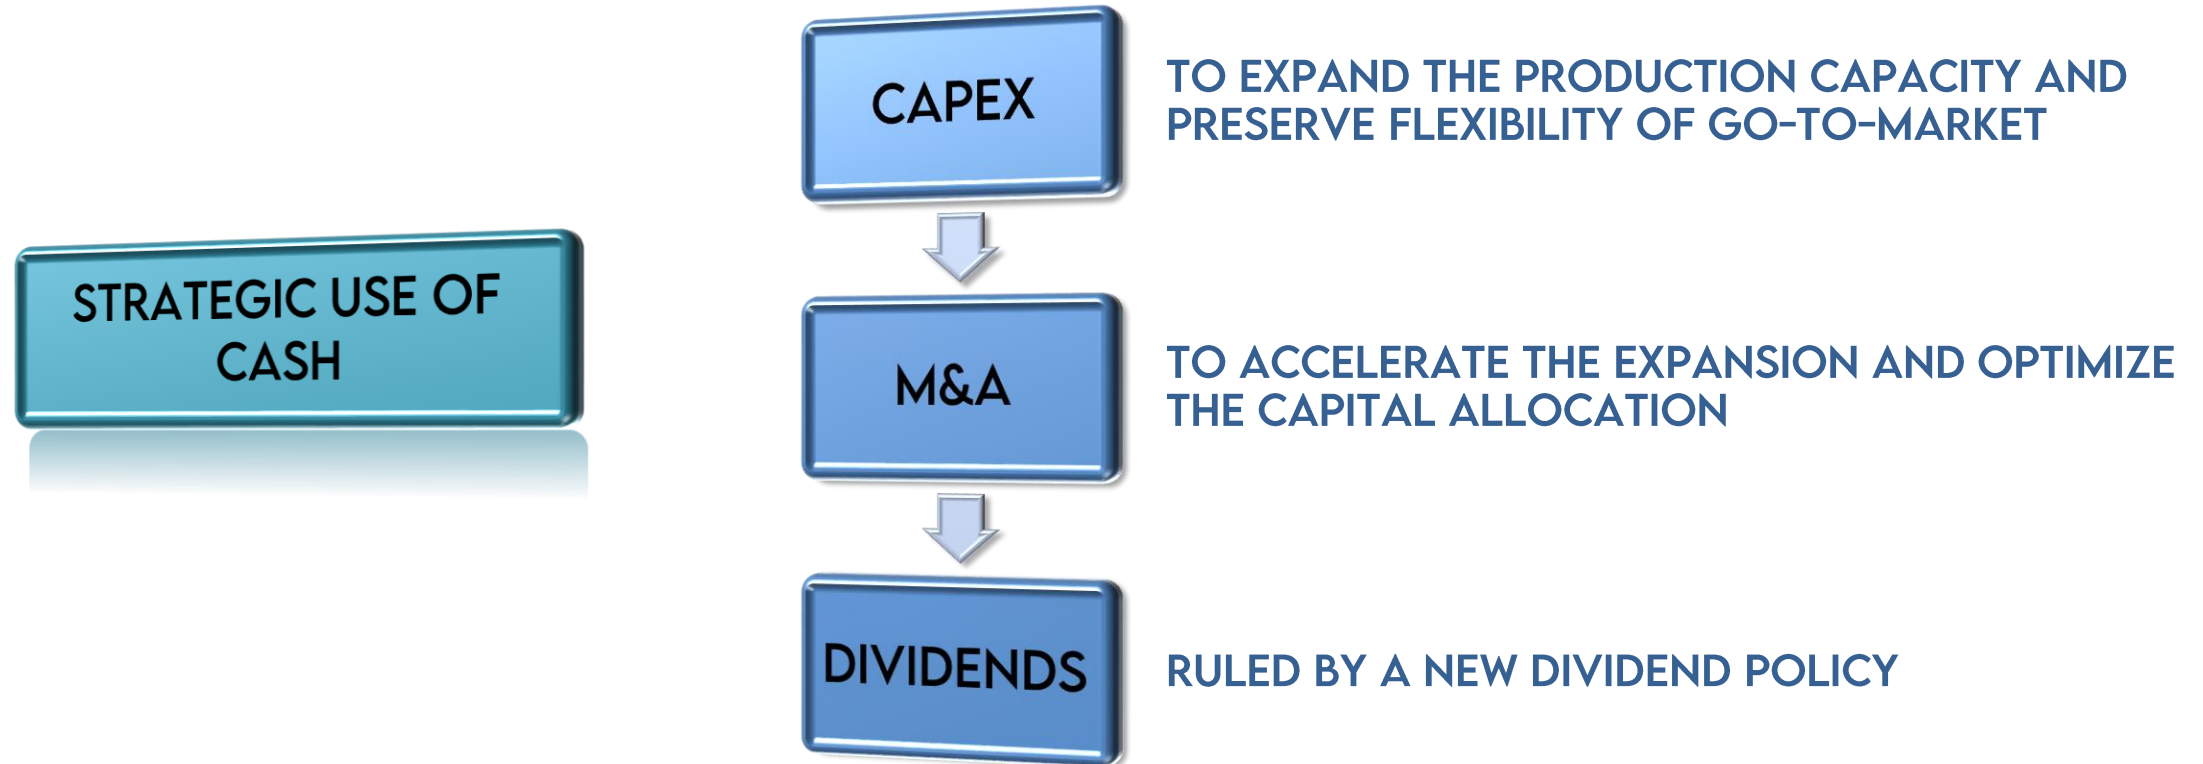 STRATEGIC USE OF
CASH
CAPEX
TO EXPAND THE PRODUCTION CAPACITY AND
PRESERVE FLEXIBILITY OF GO-TO-MARKET
M&A
TO ACCELERATE THE EXPANSION AND OPTIMIZE
THE CAPITAL ALLOCATION
DIVIDENDS
RULED BY A NEW DIVIDEND POLICY